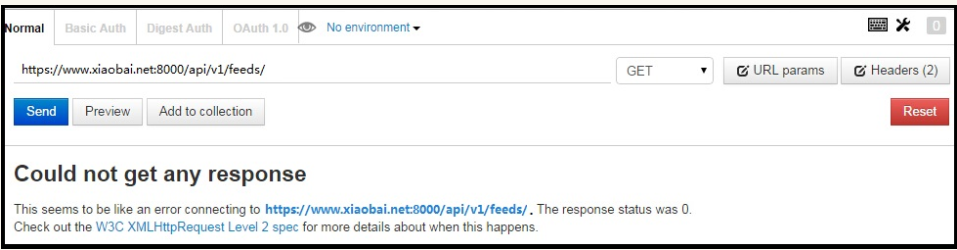 Normal Basic Auth Digest Auth OAuth 1.0 No environment 0
https://www.xiaobai.net:8000/api/v1/feeds/ GET URL params Headers (2)
Send Preview Add to collection Reset
Could not get any response
This seems to be like an error connecting to https://www.xiaobai.net:8000/api/v1/feeds/ . The response status was 0.
Check out the W3C XMLHttpRequest Level 2 spec for more details about when this happens.